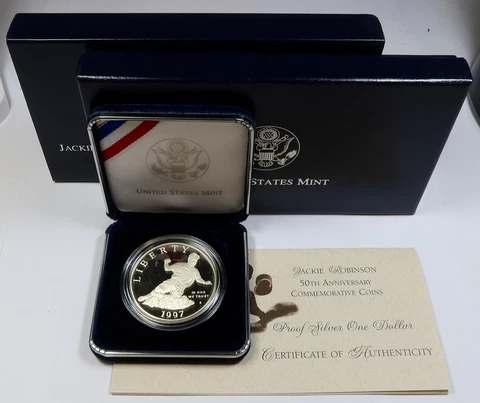 JACKIE
UNITED STATES MINT
STATES MINT
LIBERTY
IN GOD
WE TRUST
1997
JACKIE ROBINSON
50TH ANNIVERSARY
COMMEMORATIVE COINS
Proof Silver One Dollar
CERTIFICATE OF AUTHENTICITY